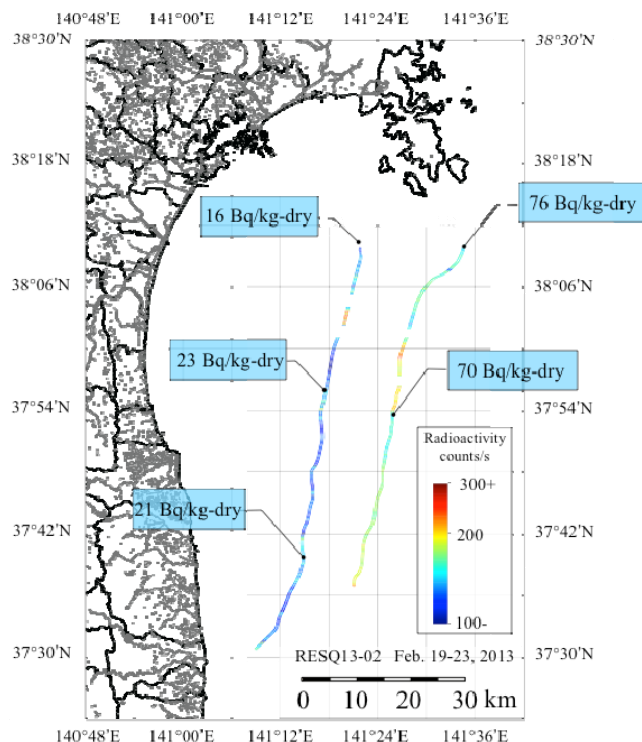 140°48'E 141°00'E 141°12'E 141°24'E 141°36'E
38°30'N 38°30'N
38°18'N 38°18'N
76 Bq/kg-dry
16 Bq/kg-dry
38°06'N 38°06'N
23 Bq/kg-dry
70 Bq/kg-dry
37°54'N 37°54'N
Radioactivity
counts/s
300+
21 Bq/kg-dry
200
37°42'N 37°42'N
100-
RESQ13-02 Feb. 19-23, 2013
37°30'N 37°30'N
0 10 20 30 km
140°48'E 141°00'E 141°12'E 141°24'E 141°36'E